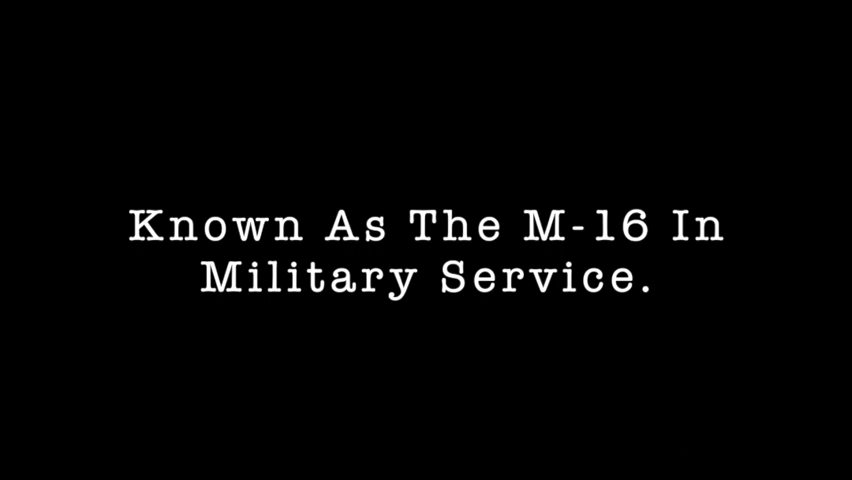 Known As The M-16 In
Military Service.